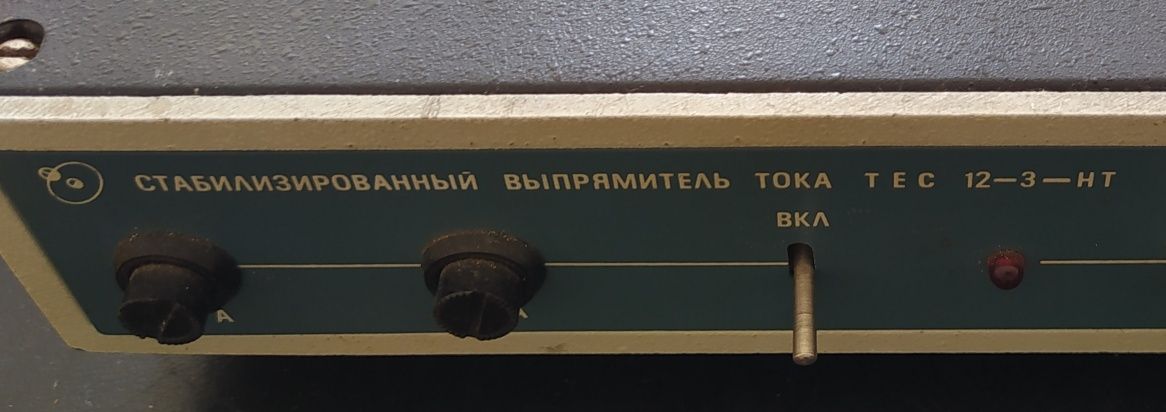 СТАБИЛИЗИРОВАННЫЙ ВЫПРЯМИТЕЛЬ ТОКА ТЕС 12—3—НТ
ВКЛ
А